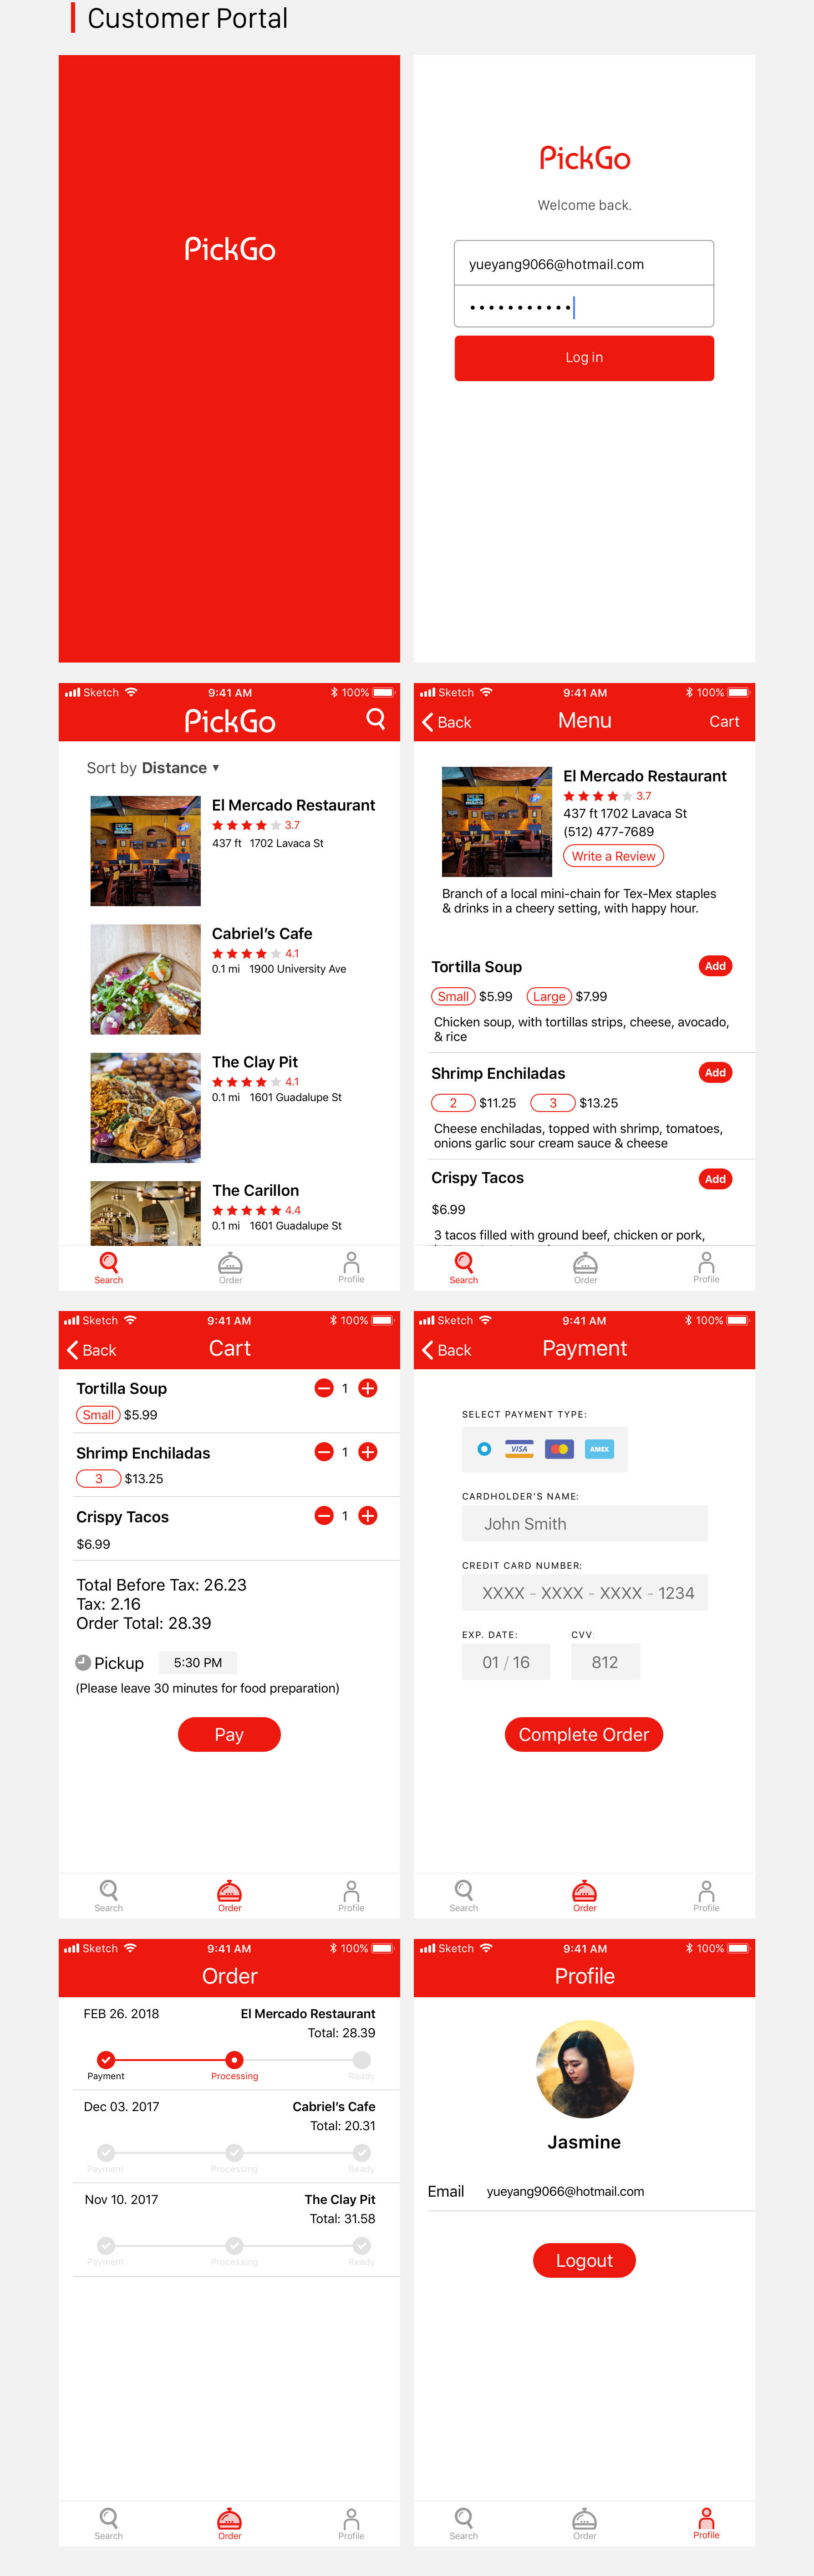 Customer Portal
PickGo
PickGo
Welcome back.
yueyang9066@hotmail.com
•••••••••••
Log in
Sketch 9:41 AM 100%
PickGo
Sort by Distance ▼
El Mercado Restaurant
3.7
437 ft 1702 Lavaca St
Cabriel's Cafe
4.1
0.1 mi 1900 University Ave
The Clay Pit
4.1
0.1 mi 1601 Guadalupe St
The Carillon
4.4
0.1 mi 1601 Guadalupe St
Search Order Profile
Sketch 9:41 AM 100%
Back Menu Cart
El Mercado Restaurant
3.7
437 ft 1702 Lavaca St
(512) 477-7689
Write a Review
Branch of a local mini-chain for Tex-Mex staples
& drinks in a cheery setting, with happy hour.
Tortilla Soup Add
Small $5.99 Large $7.99
Chicken soup, with tortillas strips, cheese, avocado,
& rice
Shrimp Enchiladas Add
2 $11.25 3 $13.25
Cheese enchiladas, topped with shrimp, tomatoes,
onions garlic sour cream sauce & cheese
Crispy Tacos Add
$6.99
3 tacos filled with ground beef, chicken or pork,
Search Order Profile
Sketch 9:41 AM 100%
Back Cart
Tortilla Soup 1
Small $5.99
Shrimp Enchiladas 1
3 $13.25
Crispy Tacos 1
$6.99
Total Before Tax: 26.23
Tax: 2.16
Order Total: 28.39
Pickup 5:30 PM
(Please leave 30 minutes for food preparation)
Pay
Search Order Profile
Sketch 9:41 AM 100%
Back Payment
SELECT PAYMENT TYPE:
VISA AMEX
CARDHOLDER'S NAME:
John Smith
CREDIT CARD NUMBER:
XXXX - XXXX - XXXX - 1234
EXP. DATE: CVV:
01 / 16 812
Complete Order
Search Order Profile
Sketch 9:41 AM 100%
Order
FEB 26. 2018 El Mercado Restaurant
Total: 28.39
Payment Processing Ready
Dec 03. 2017 Cabriel's Cafe
Total: 20.31
Payment Processing Ready
Nov 10. 2017 The Clay Pit
Total: 31.58
Payment Processing Ready
Search Order Profile
Sketch 9:41 AM 100%
Profile
Jasmine
Email yueyang9066@hotmail.com
Logout
Search Order Profile